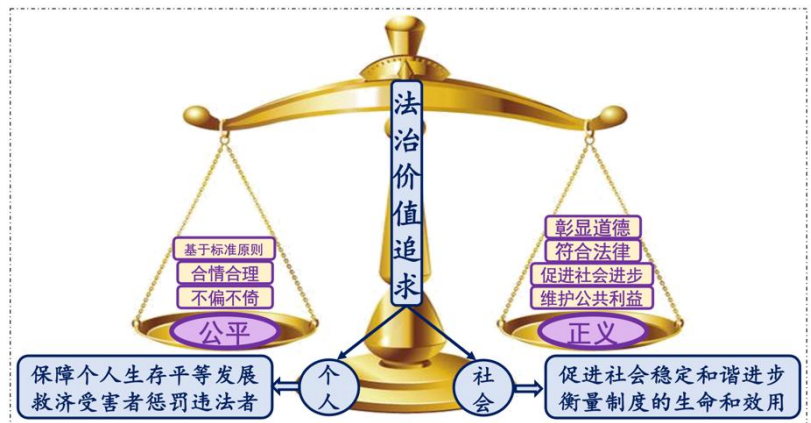 法治价值追求
基于标准原则
合情合理
不偏不倚
公平
彰显道德
符合法律
促进社会进步
维护公共利益
正义
保障个人生存平等发展
救济受害者惩罚违法者
个人
社会
促进社会稳定和谐进步
衡量制度的生命和效用